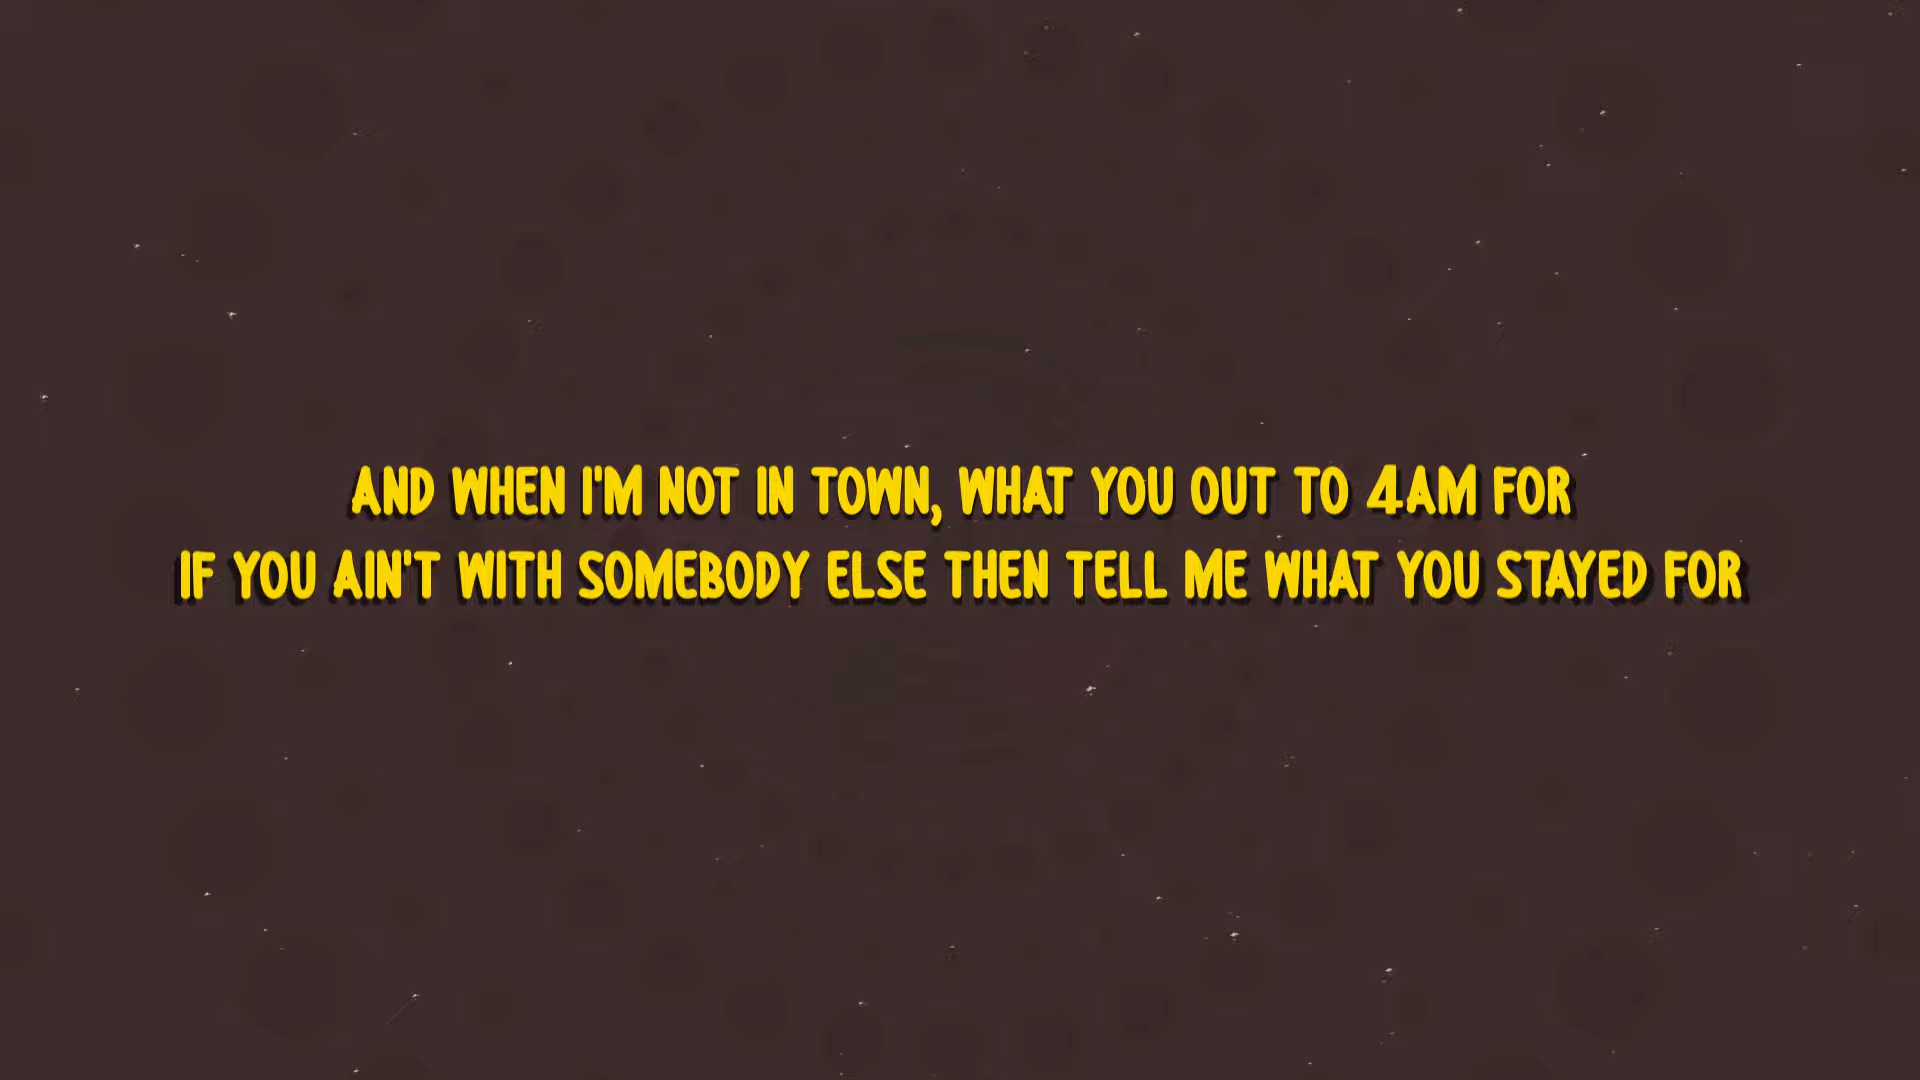 AND WHEN I'M NOT IN TOWN, WHAT YOU OUT TO 4AM FOR
IF YOU AIN'T WITH SOMEBODY ELSE THEN TELL ME WHAT YOU STAYED FOR